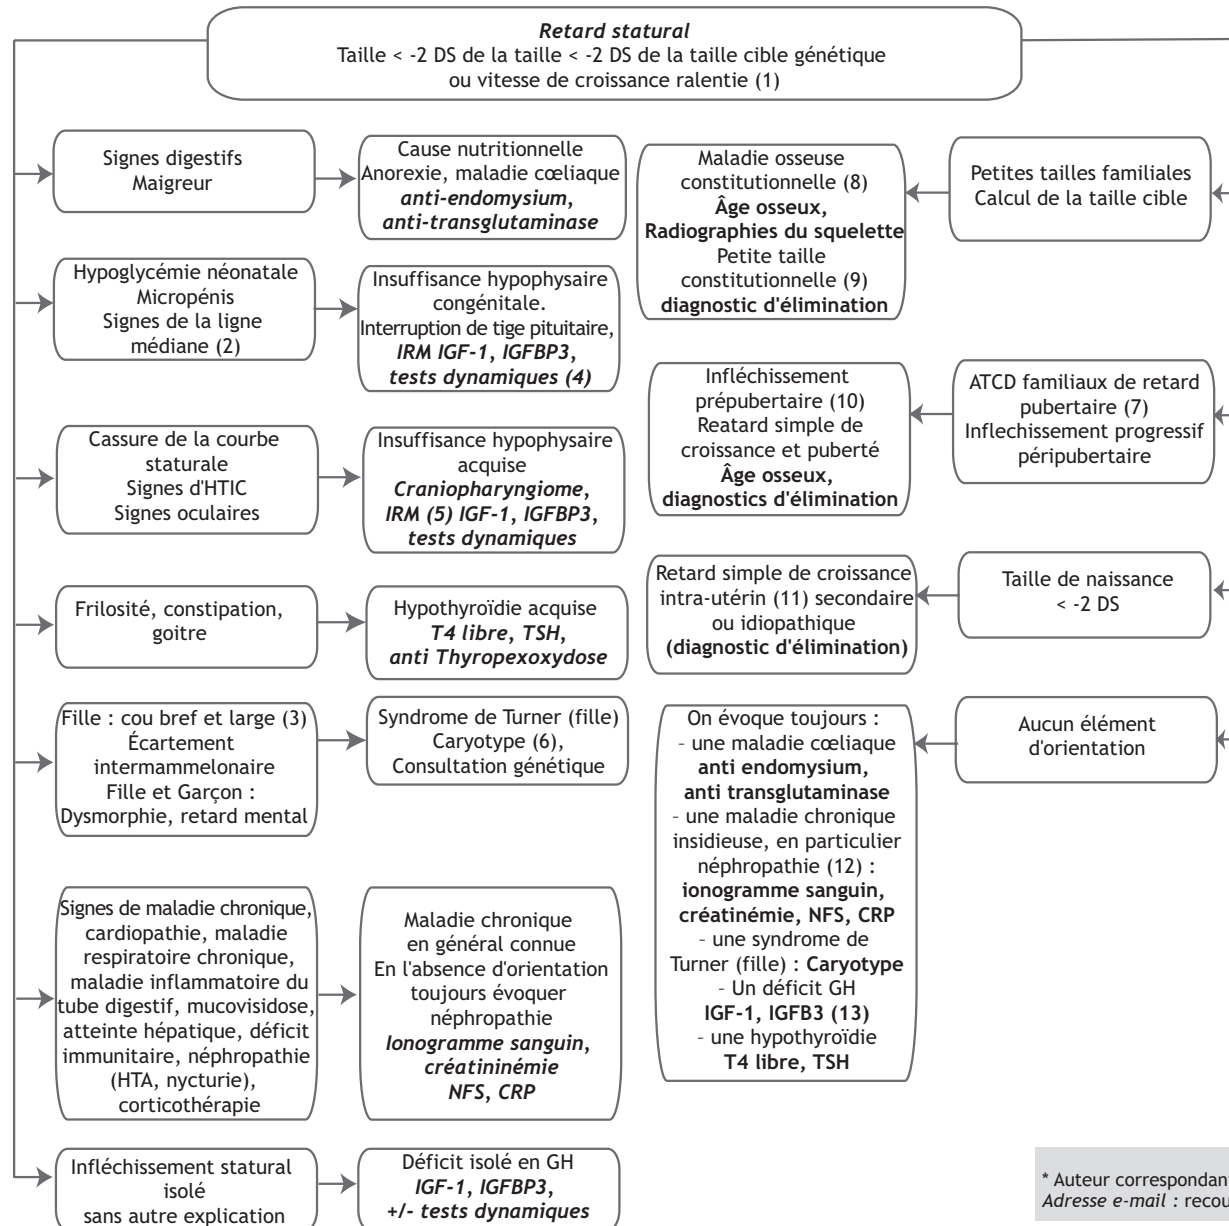 Retard statural
Taille < -2 DS de la taille < -2 DS de la taille cible génétique
ou vitesse de croissance ralentie (1)
Signes digestifs
Maigreur
Cause nutritionnelle
Anorexie, maladie cœliaque
anti-endomysium,
anti-transglutaminase
Hypoglycémie néonatale
Micropénis
Signes de la ligne
médiane (2)
Insuffisance hypophysaire
congénitale.
Interruption de tige pituitaire,
IRM IGF-1, IGFBP3,
tests dynamiques (4)
Cassure de la courbe
staturale
Signes d'HTIC
Signes oculaires
Insuffisance hypophysaire
acquise
Craniopharyngiome,
IRM (5) IGF-1, IGFBP3,
tests dynamiques
Frilosité, constipation,
goitre
Hypothyroïdie acquise
T4 libre, TSH,
anti Thyropexoxydose
Fille : cou bref et large (3)
Écartement
intermammelonaire
Fille et Garçon :
Dysmorphie, retard mental
Syndrome de Turner (fille)
Caryotype (6),
Consultation génétique
Signes de maladie chronique,
cardiopathie, maladie
respiratoire chronique,
maladie inflammatoire du
tube digestif, mucovisidose,
atteinte hépatique, déficit
immunitaire, néphropathie
(HTA, nycturie),
corticothérapie
Maladie chronique
en général connue
En l'absence d'orientation
toujours évoquer
néphropathie
Ionogramme sanguin,
créatininémie
NFS, CRP
Infléchissement statural
isolé
sans autre explication
Déficit isolé en GH
IGF-1, IGFBP3,
+/- tests dynamiques
Petites tailles familiales
Calcul de la taille cible
Maladie osseuse
constitutionnelle (8)
Âge osseux,
Radiographies du squelette
Petite taille
constitutionnelle (9)
diagnostic d'élimination
ATCD familiaux de retard
pubertaire (7)
Inflechissement progressif
péripubertaire
Infléchissement
prépubertaire (10)
Reatard simple de
croissance et puberté
Âge osseux,
diagnostics d'élimination
Taille de naissance
< -2 DS
Retard simple de croissance
intra-utérin (11) secondaire
ou idiopathique
(diagnostic d'élimination)
Aucun élément
d'orientation
On évoque toujours :
– une maladie cœliaque
anti endomysium,
anti transglutaminase
– une maladie chronique
insidieuse, en particulier
néphropathie (12) :
ionogramme sanguin,
créatinémie, NFS, CRP
– une syndrome de
Turner (fille) : Caryotype
– Un déficit GH
IGF-1, IGFB3 (13)
– une hypothyroïdie
T4 libre, TSH
* Auteur correspondan
Adresse e-mail : recou